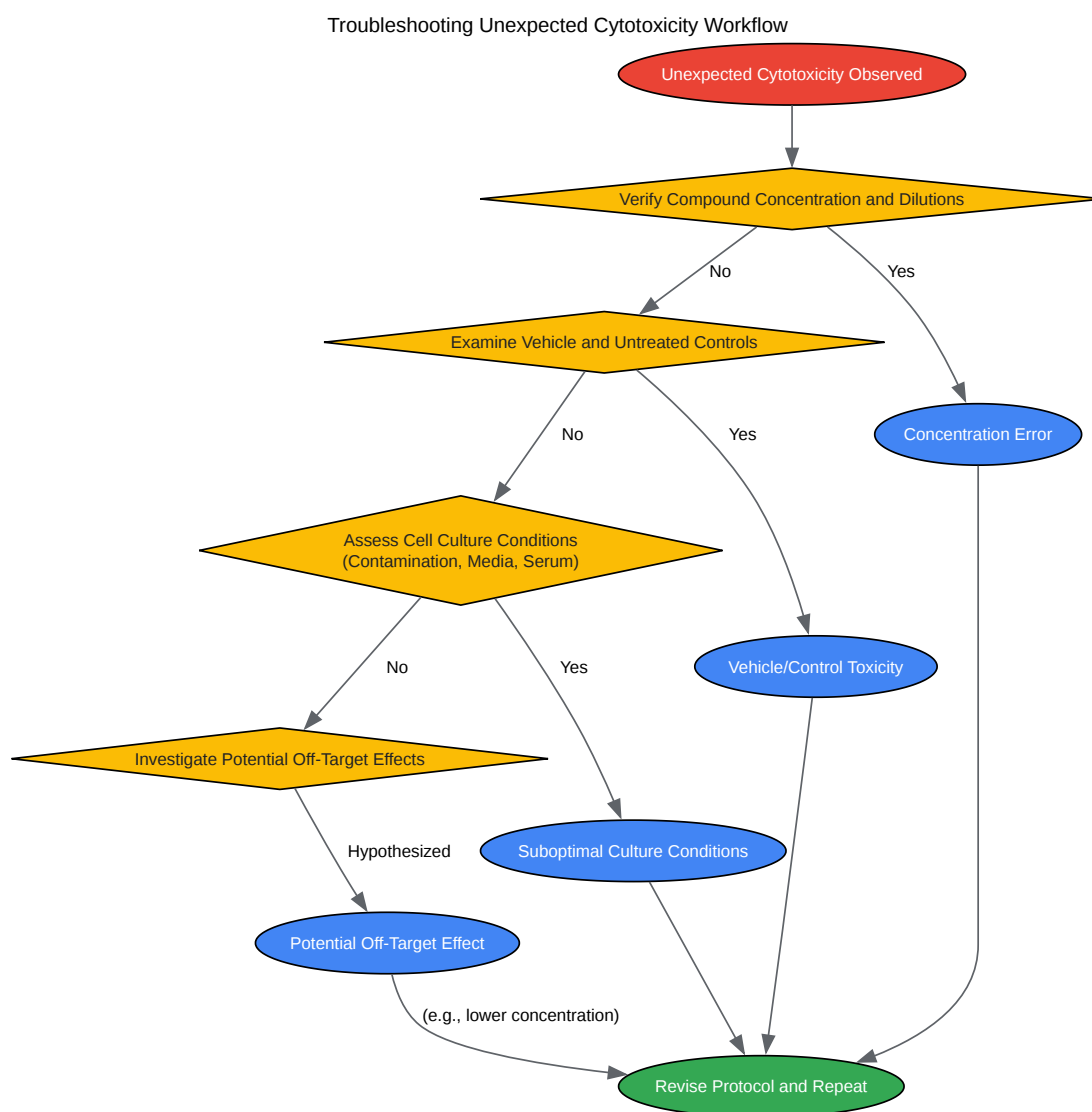 Troubleshooting Unexpected Cytotoxicity Workflow
Unexpected Cytotoxicity Observed
Verify Compound Concentration and Dilutions
No
Yes
Examine Vehicle and Untreated Controls
Concentration Error
No
Yes
Assess Cell Culture Conditions
(Contamination, Media, Serum)
No
Yes
Vehicle/Control Toxicity
Investigate Potential Off-Target Effects
Hypothesized
Suboptimal Culture Conditions
Potential Off-Target Effect
(e.g., lower concentration)
Revise Protocol and Repeat